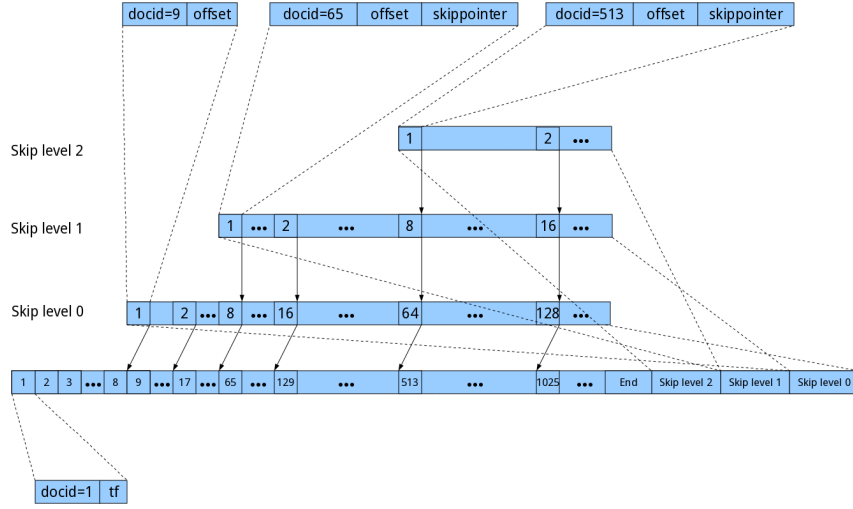 docid=9 offset docid=65 offset skippointer docid=513 offset skippointer
Skip level 2 1 2 •••
Skip level 1 1 ••• 2 ••• 8 ••• 16 •••
Skip level 0 1 2 ••• 8 ••• 16 ••• 64 ••• 128 •••
1 2 3 ••• 8 9 ••• 17 ••• 65 ••• 129 ••• 513 ••• 1025 ••• End Skip level 2 Skip level 1 Skip level 0
docid=1 tf